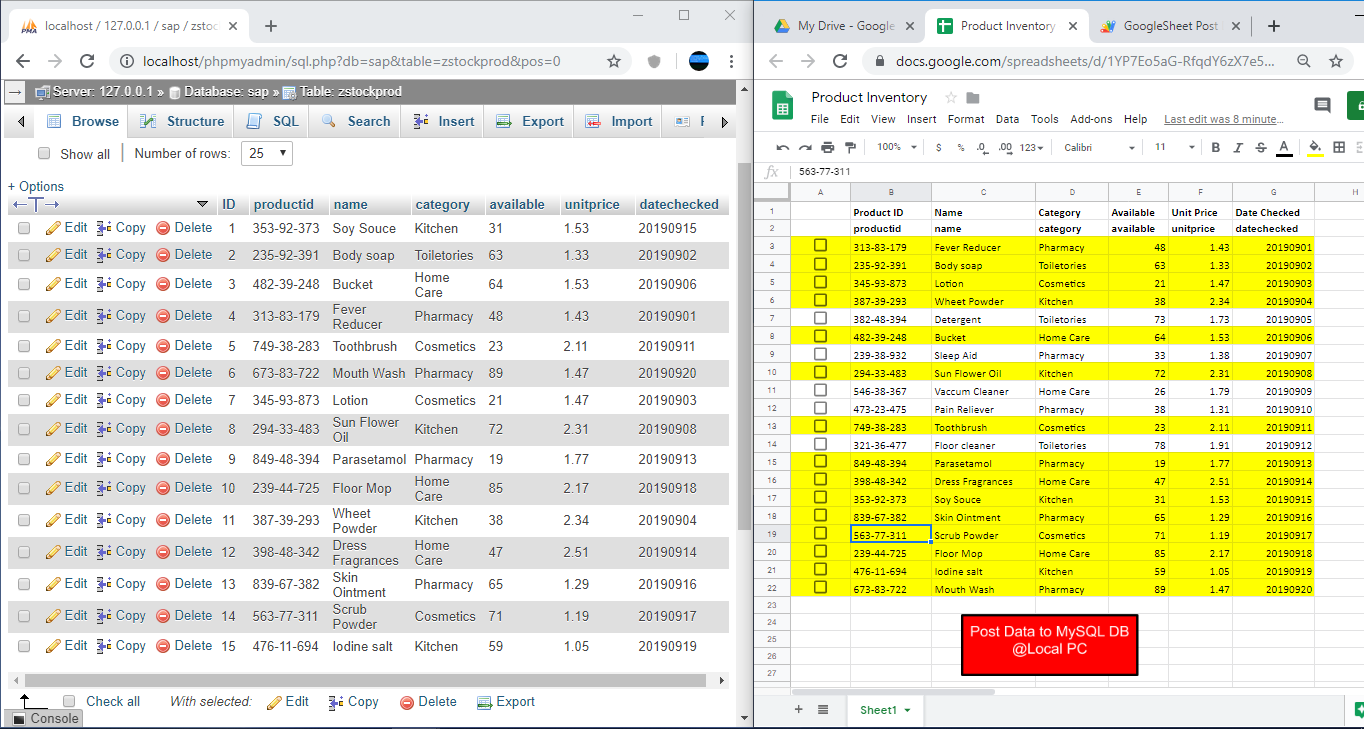 localhost / 127.0.0.1 / sap / zstoc
localhost/phpmyadmin/sql.php?db=sap&table=zstockprod&pos=0
Server: 127.0.0.1 » Database: sap » Table: zstockprod
Browse Structure SQL Search Insert Export Import
Show all Number of rows: 25
+ Options
ID productid name category available unitprice datechecked
Edit Copy Delete 1 353-92-373 Soy Souce Kitchen 31 1.53 20190915
Edit Copy Delete 2 235-92-391 Body soap Toiletories 63 1.33 20190902
Edit Copy Delete 3 482-39-248 Bucket Home Care 64 1.53 20190906
Edit Copy Delete 4 313-83-179 Fever Reducer Pharmacy 48 1.43 20190901
Edit Copy Delete 5 749-38-283 Toothbrush Cosmetics 23 2.11 20190911
Edit Copy Delete 6 673-83-722 Mouth Wash Pharmacy 89 1.47 20190920
Edit Copy Delete 7 345-93-873 Lotion Cosmetics 21 1.47 20190903
Edit Copy Delete 8 294-33-483 Sun Flower Oil Kitchen 72 2.31 20190908
Edit Copy Delete 9 849-48-394 Parasetamol Pharmacy 19 1.77 20190913
Edit Copy Delete 10 239-44-725 Floor Mop Home Care 85 2.17 20190918
Edit Copy Delete 11 387-39-293 Wheet Powder Kitchen 38 2.34 20190904
Edit Copy Delete 12 398-48-342 Dress Fragrances Home Care 47 2.51 20190914
Edit Copy Delete 13 839-67-382 Skin Ointment Pharmacy 65 1.29 20190916
Edit Copy Delete 14 563-77-311 Scrub Powder Cosmetics 71 1.19 20190917
Edit Copy Delete 15 476-11-694 Iodine salt Kitchen 59 1.05 20190919
Check all With selected: Edit Copy Delete Export
Console
My Drive - Google Product Inventory GoogleSheet Post
docs.google.com/spreadsheets/d/1YP7Eo5aG-RfqdY6zX7e5...
Product Inventory
File Edit View Insert Format Data Tools Add-ons Help Last edit was 8 minute...
100% $ % .0 .00 123 Calibri 11 B I S A
fx 563-77-311
A B C D E F G H
1 Product ID Name Category Available Unit Price Date Checked
2 productid name category available unitprice datechecked
3 313-83-179 Fever Reducer Pharmacy 48 1.43 20190901
4 235-92-391 Body soap Toiletories 63 1.33 20190902
5 345-93-873 Lotion Cosmetics 21 1.47 20190903
6 387-39-293 Wheet Powder Kitchen 38 2.34 20190904
7 382-48-394 Detergent Toiletories 73 1.73 20190905
8 482-39-248 Bucket Home Care 64 1.53 20190906
9 239-38-932 Sleep Aid Pharmacy 33 1.38 20190907
10 294-33-483 Sun Flower Oil Kitchen 72 2.31 20190908
11 546-38-367 Vaccum Cleaner Home Care 26 1.79 20190909
12 473-23-475 Pain Reliever Pharmacy 38 1.31 20190910
13 749-38-283 Toothbrush Cosmetics 23 2.11 20190911
14 321-36-477 Floor cleaner Toiletories 78 1.91 20190912
15 849-48-394 Parasetamol Pharmacy 19 1.77 20190913
16 398-48-342 Dress Fragrances Home Care 47 2.51 20190914
17 353-92-373 Soy Souce Kitchen 31 1.53 20190915
18 839-67-382 Skin Ointment Pharmacy 65 1.29 20190916
19 563-77-311 Scrub Powder Cosmetics 71 1.19 20190917
20 239-44-725 Floor Mop Home Care 85 2.17 20190918
21 476-11-694 Iodine salt Kitchen 59 1.05 20190919
22 673-83-722 Mouth Wash Pharmacy 89 1.47 20190920
23
24
25
26
27
Post Data to MySQL DB
@Local PC
Sheet1